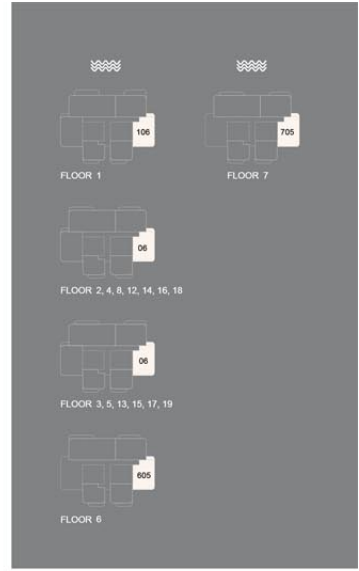 106
FLOOR 1
705
FLOOR 7
06
FLOOR 2, 4, 8, 12, 14, 16, 18
06
FLOOR 3, 5, 13, 15, 17, 19
605
FLOOR 6